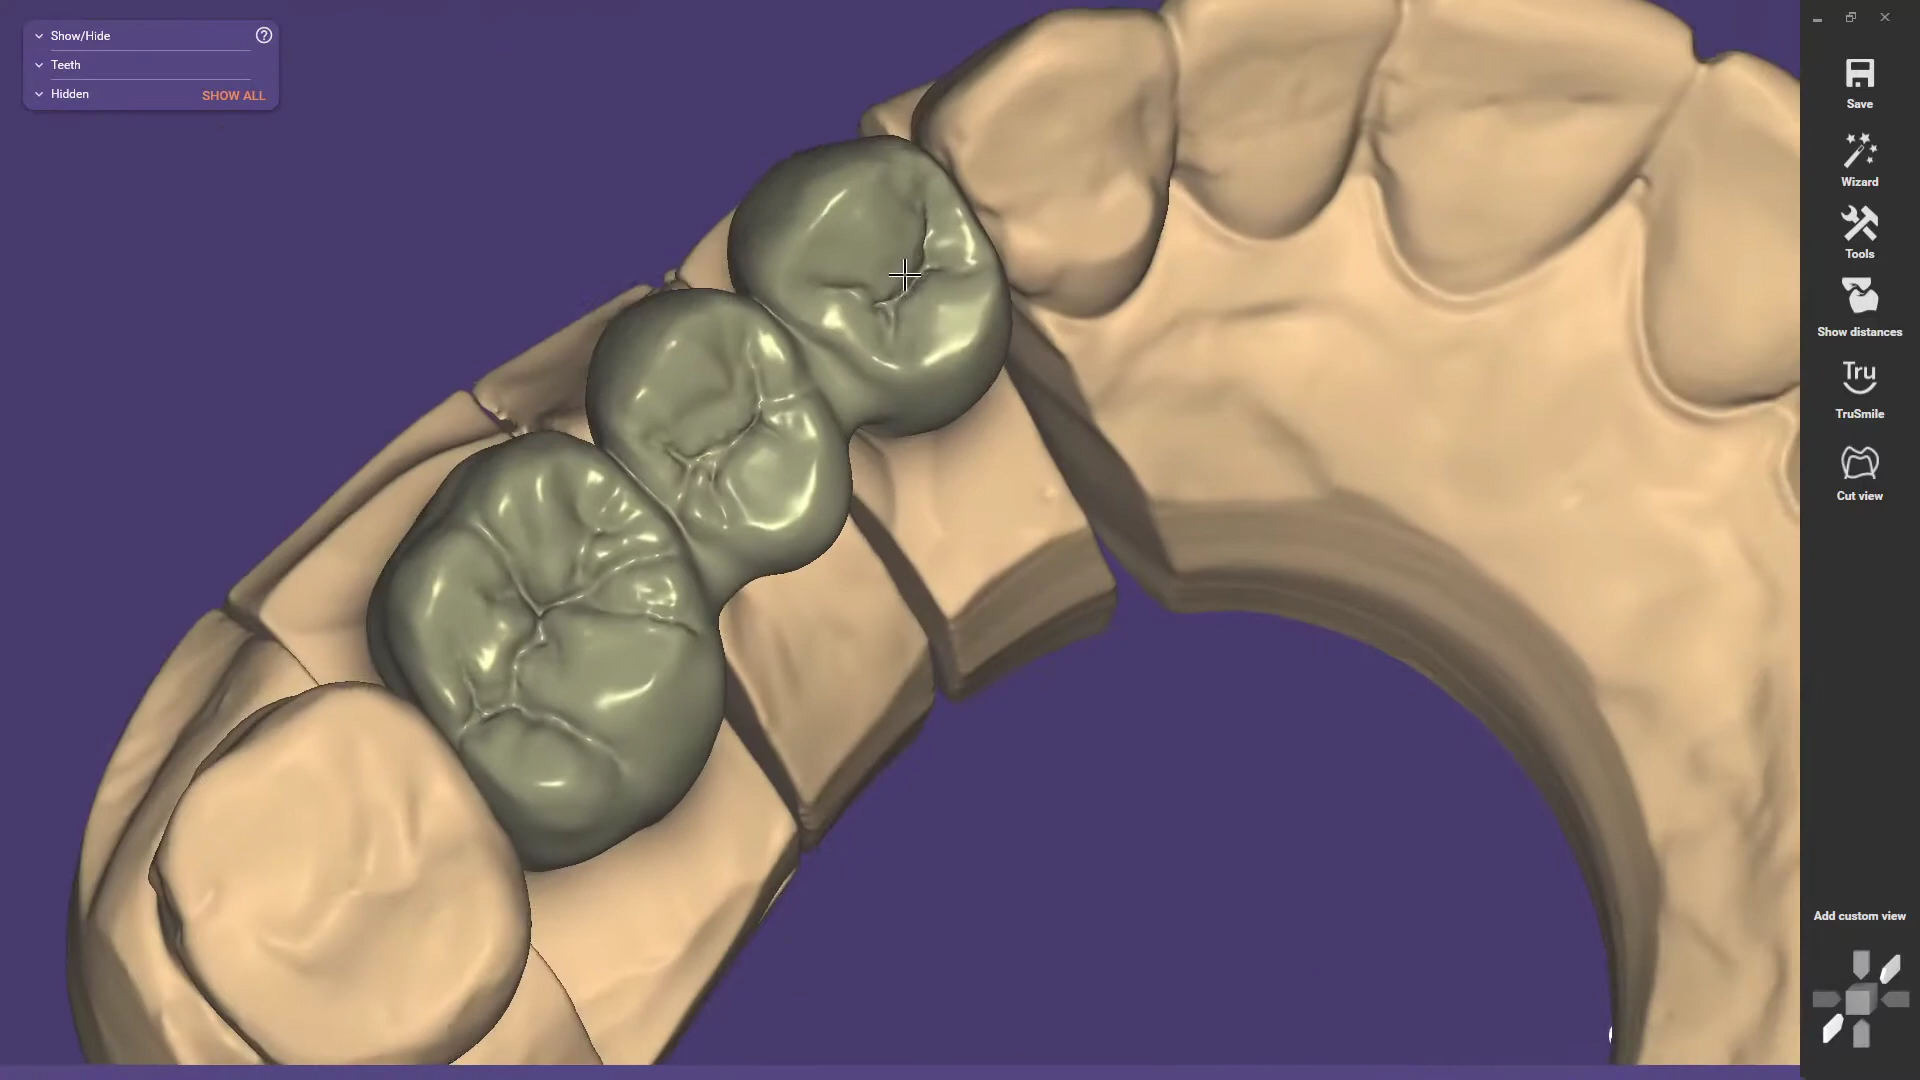 Show/Hide
?
Teeth
Hidden
SHOW ALL
Save
Wizard
Tools
Show distances
Tru
TruSmile
Cut view
Add custom view